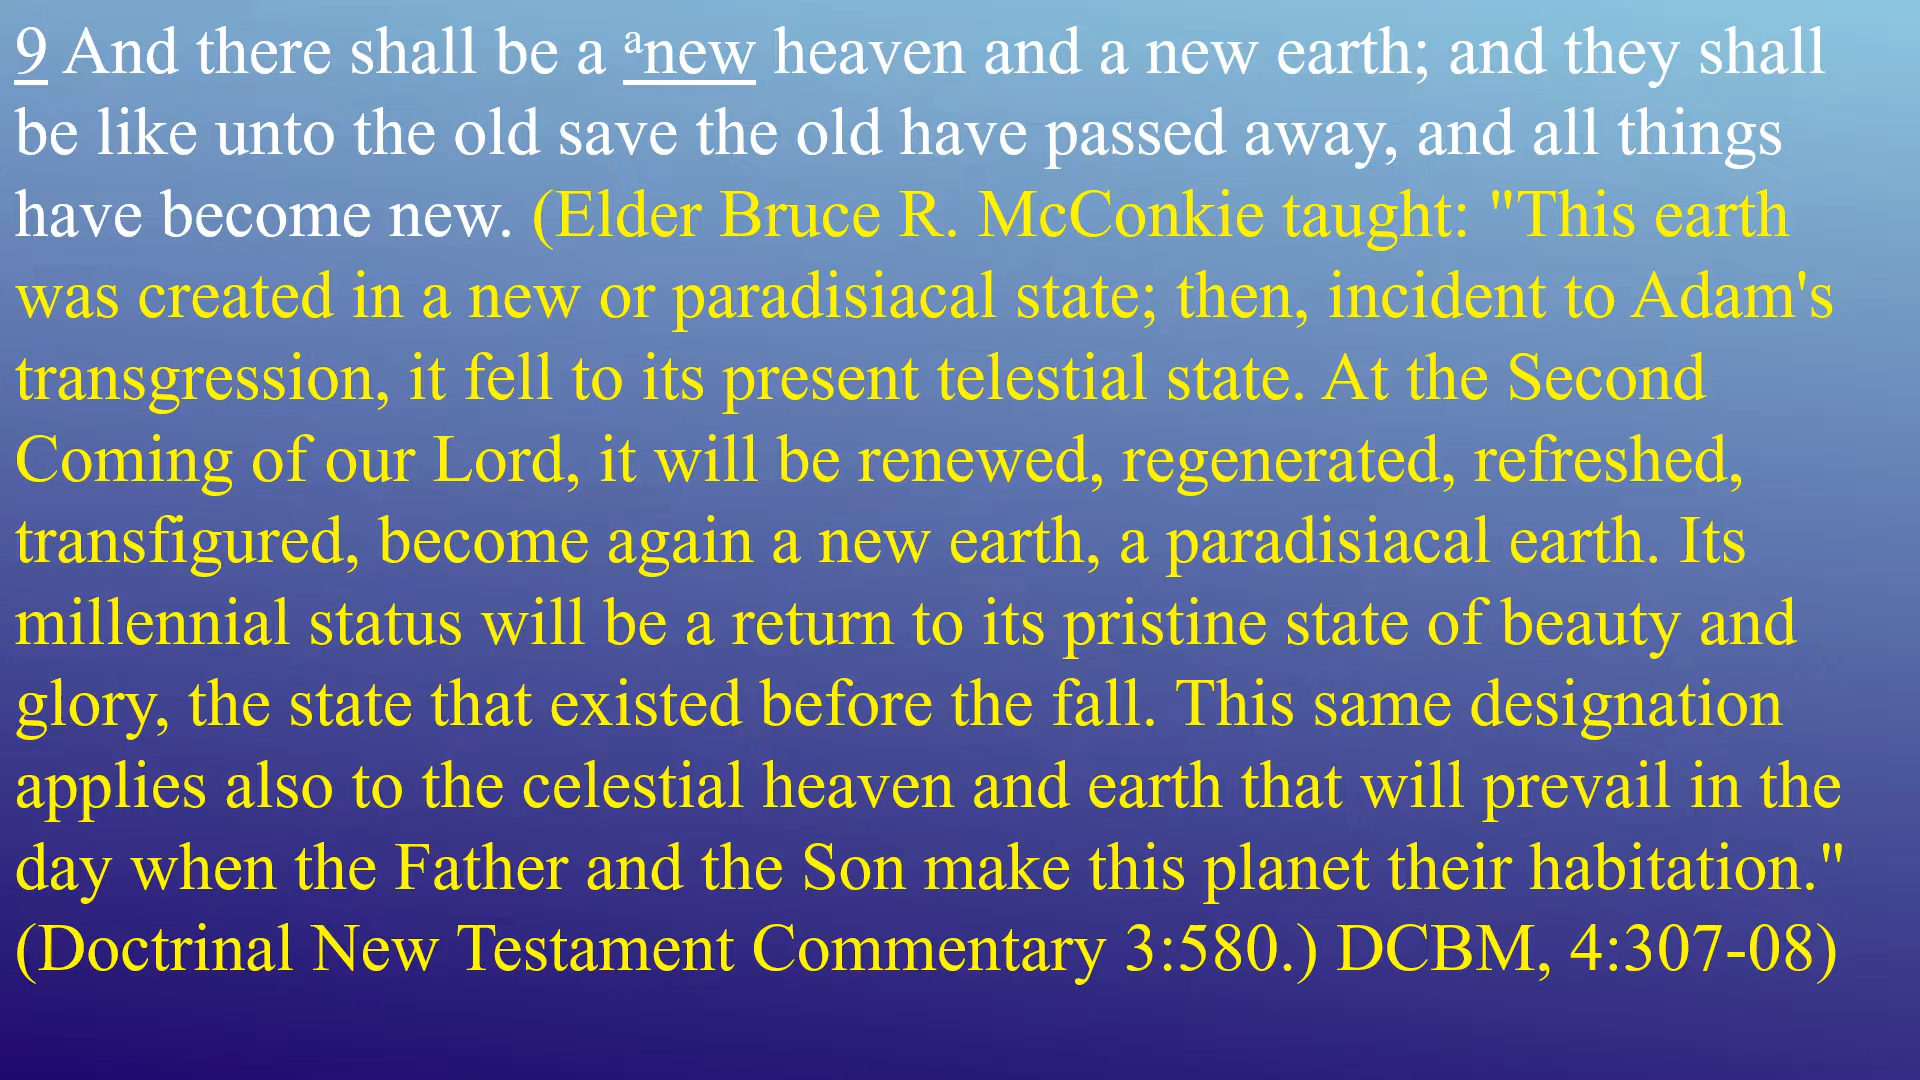 9 And there shall be a ᵃnew heaven and a new earth; and they shall
be like unto the old save the old have passed away, and all things
have become new. (Elder Bruce R. McConkie taught: "This earth
was created in a new or paradisiacal state; then, incident to Adam's
transgression, it fell to its present telestial state. At the Second
Coming of our Lord, it will be renewed, regenerated, refreshed,
transfigured, become again a new earth, a paradisiacal earth. Its
millennial status will be a return to its pristine state of beauty and
glory, the state that existed before the fall. This same designation
applies also to the celestial heaven and earth that will prevail in the
day when the Father and the Son make this planet their habitation."
(Doctrinal New Testament Commentary 3:580.) DCBM, 4:307-08)